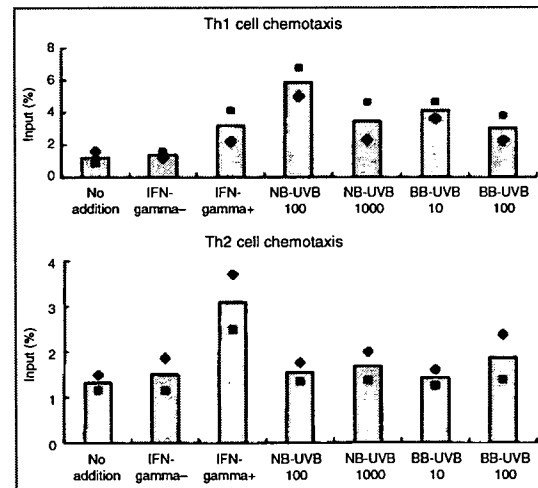 Th1 cell chemotaxis
8
6
4
2
0
Input (%)
No addition
IFN-gamma–
IFN-gamma+
NB-UVB 100
NB-UVB 1000
BB-UVB 10
BB-UVB 100
Th2 cell chemotaxis
4
3
2
1
0
Input (%)
No addition
IFN-gamma–
IFN-gamma+
NB-UVB 100
NB-UVB 1000
BB-UVB 10
BB-UVB 100